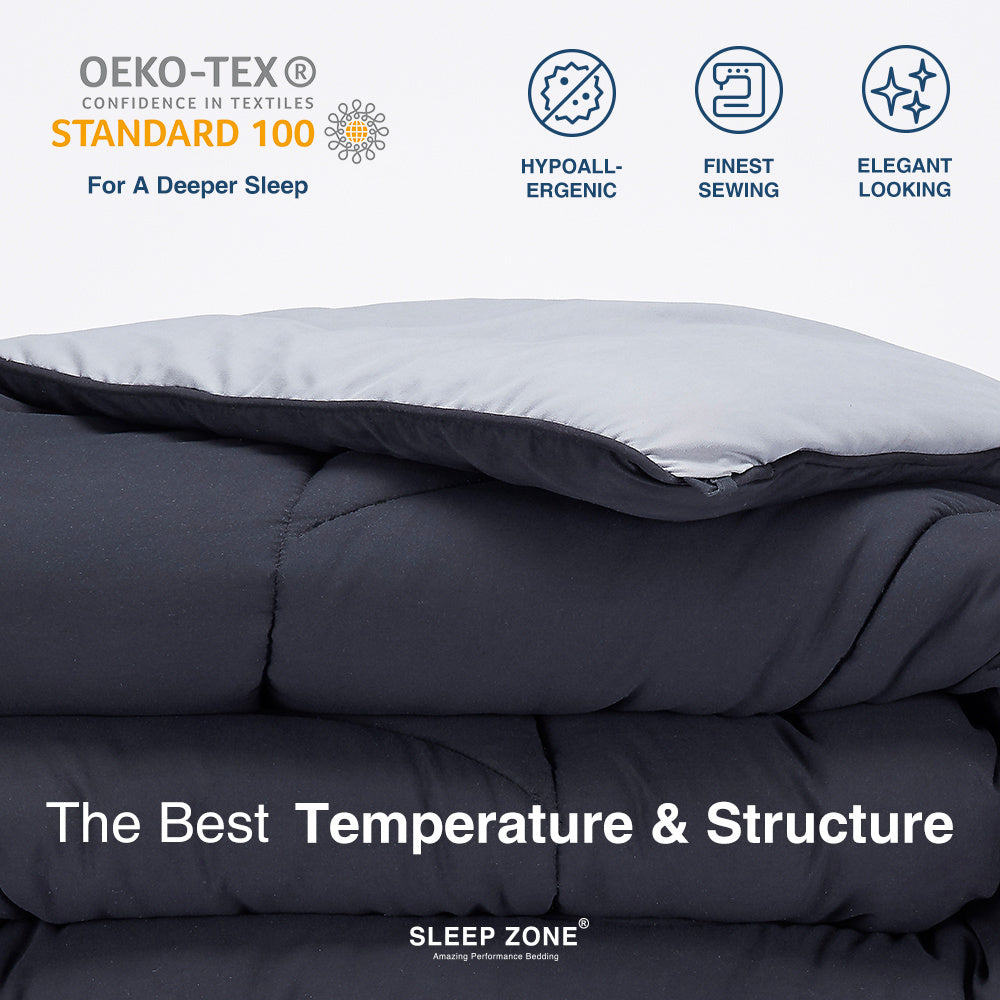 OEKO-TEX®
CONFIDENCE IN TEXTILES
STANDARD 100
For A Deeper Sleep
HYPOALL-
ERGENIC
FINEST
SEWING
ELEGANT
LOOKING
The Best Temperature & Structure
SLEEP ZONE®
Amazing Performance Bedding